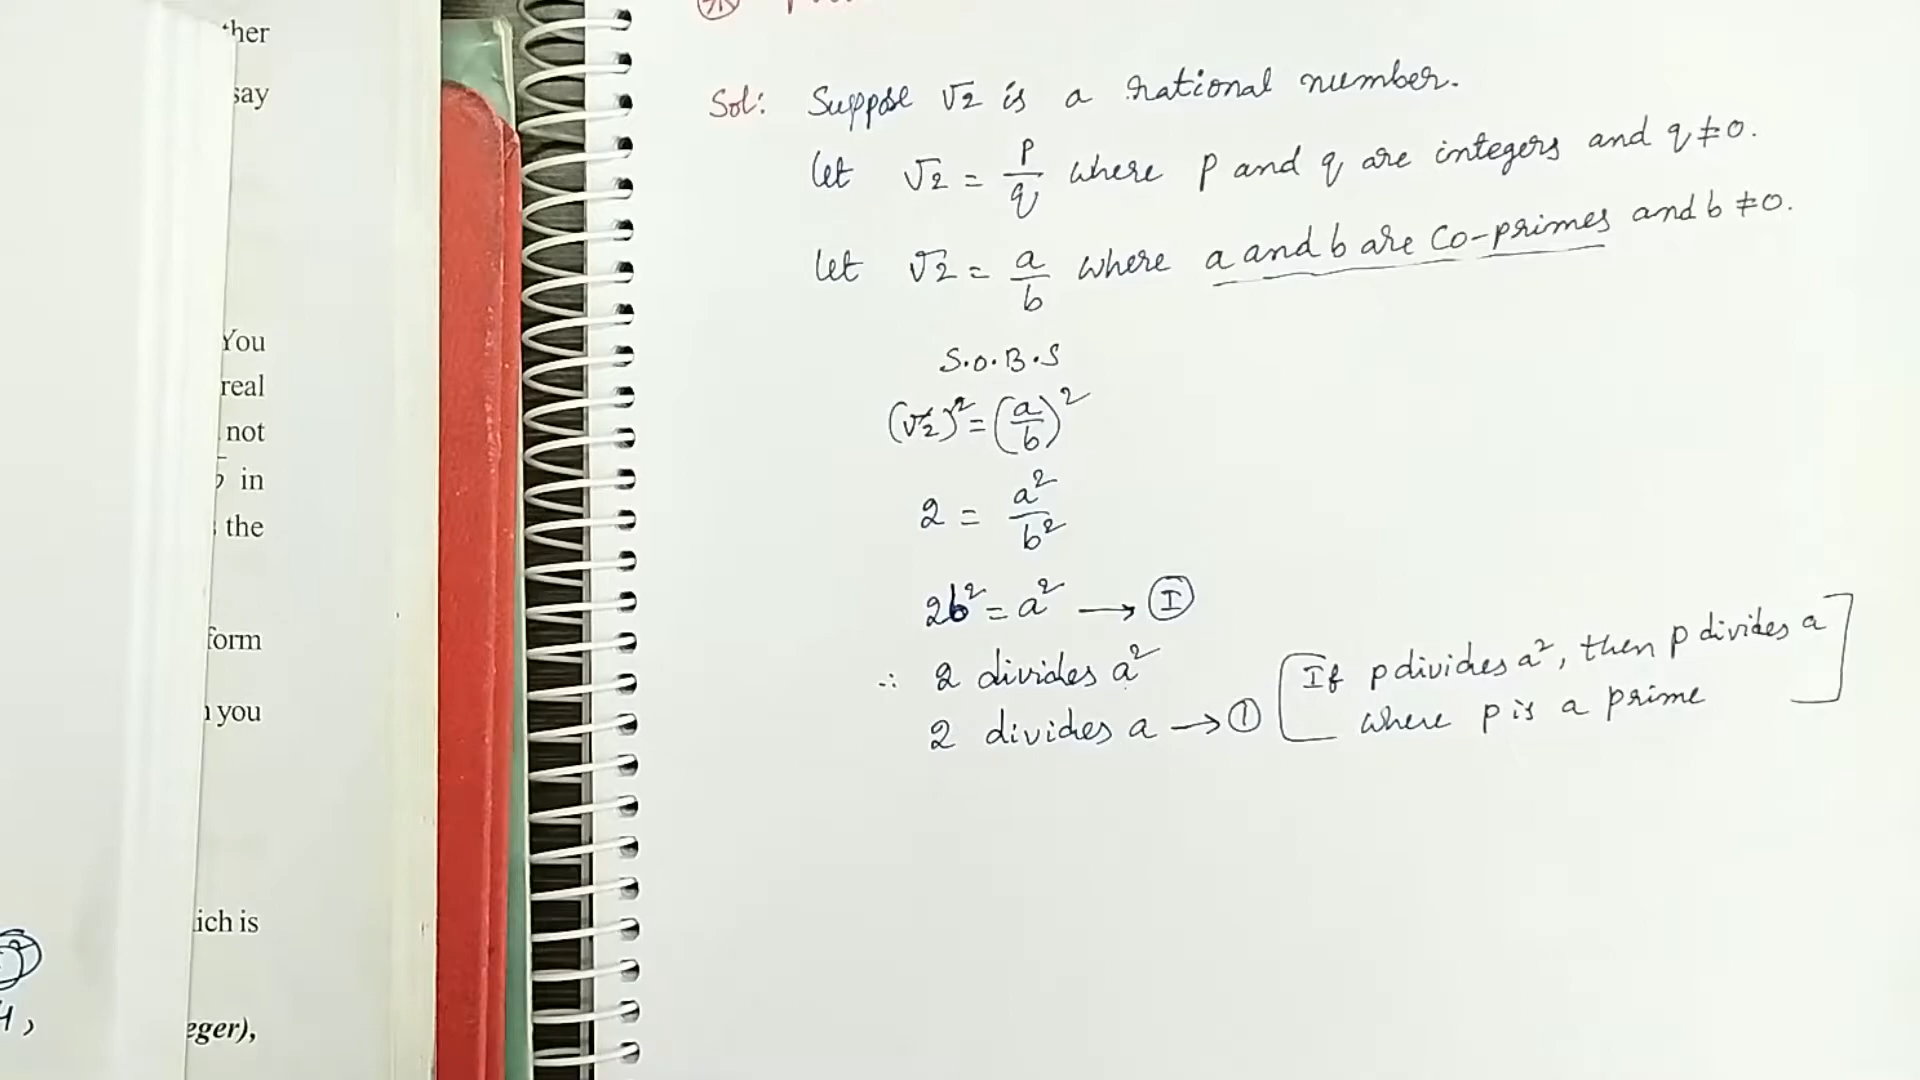 say
You
real
not
in
the
form
you
ich is
eger),
Sol: Suppose √2 is a rational number.
let √2 = p/q where p and q are integers and q≠0.
let √2 = a/b where a and b are Co-primes and b≠0.
S.O.B.S
(√2)² = (a/b)²
2 = a²/b²
2b² = a² → Ⓘ
∴ 2 divides a²
2 divides a → ① [If p divides a², then p divides a
where p is a prime]